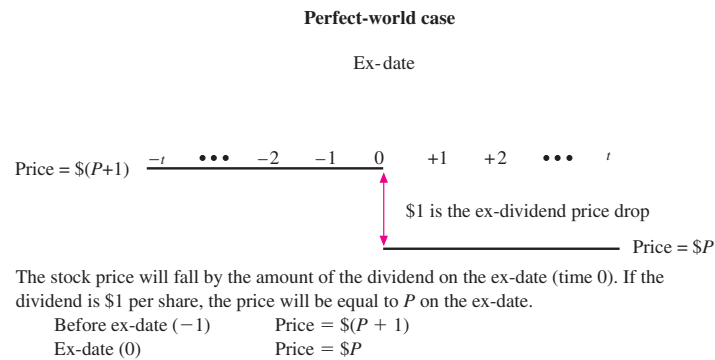 Perfect-world case
Ex-date
Price = $(P+1) −t ••• −2 −1 0 +1 +2 ••• t
$1 is the ex-dividend price drop
Price = $P
The stock price will fall by the amount of the dividend on the ex-date (time 0). If the
dividend is $1 per share, the price will be equal to P on the ex-date.
Before ex-date (−1) Price = $(P + 1)
Ex-date (0) Price = $P